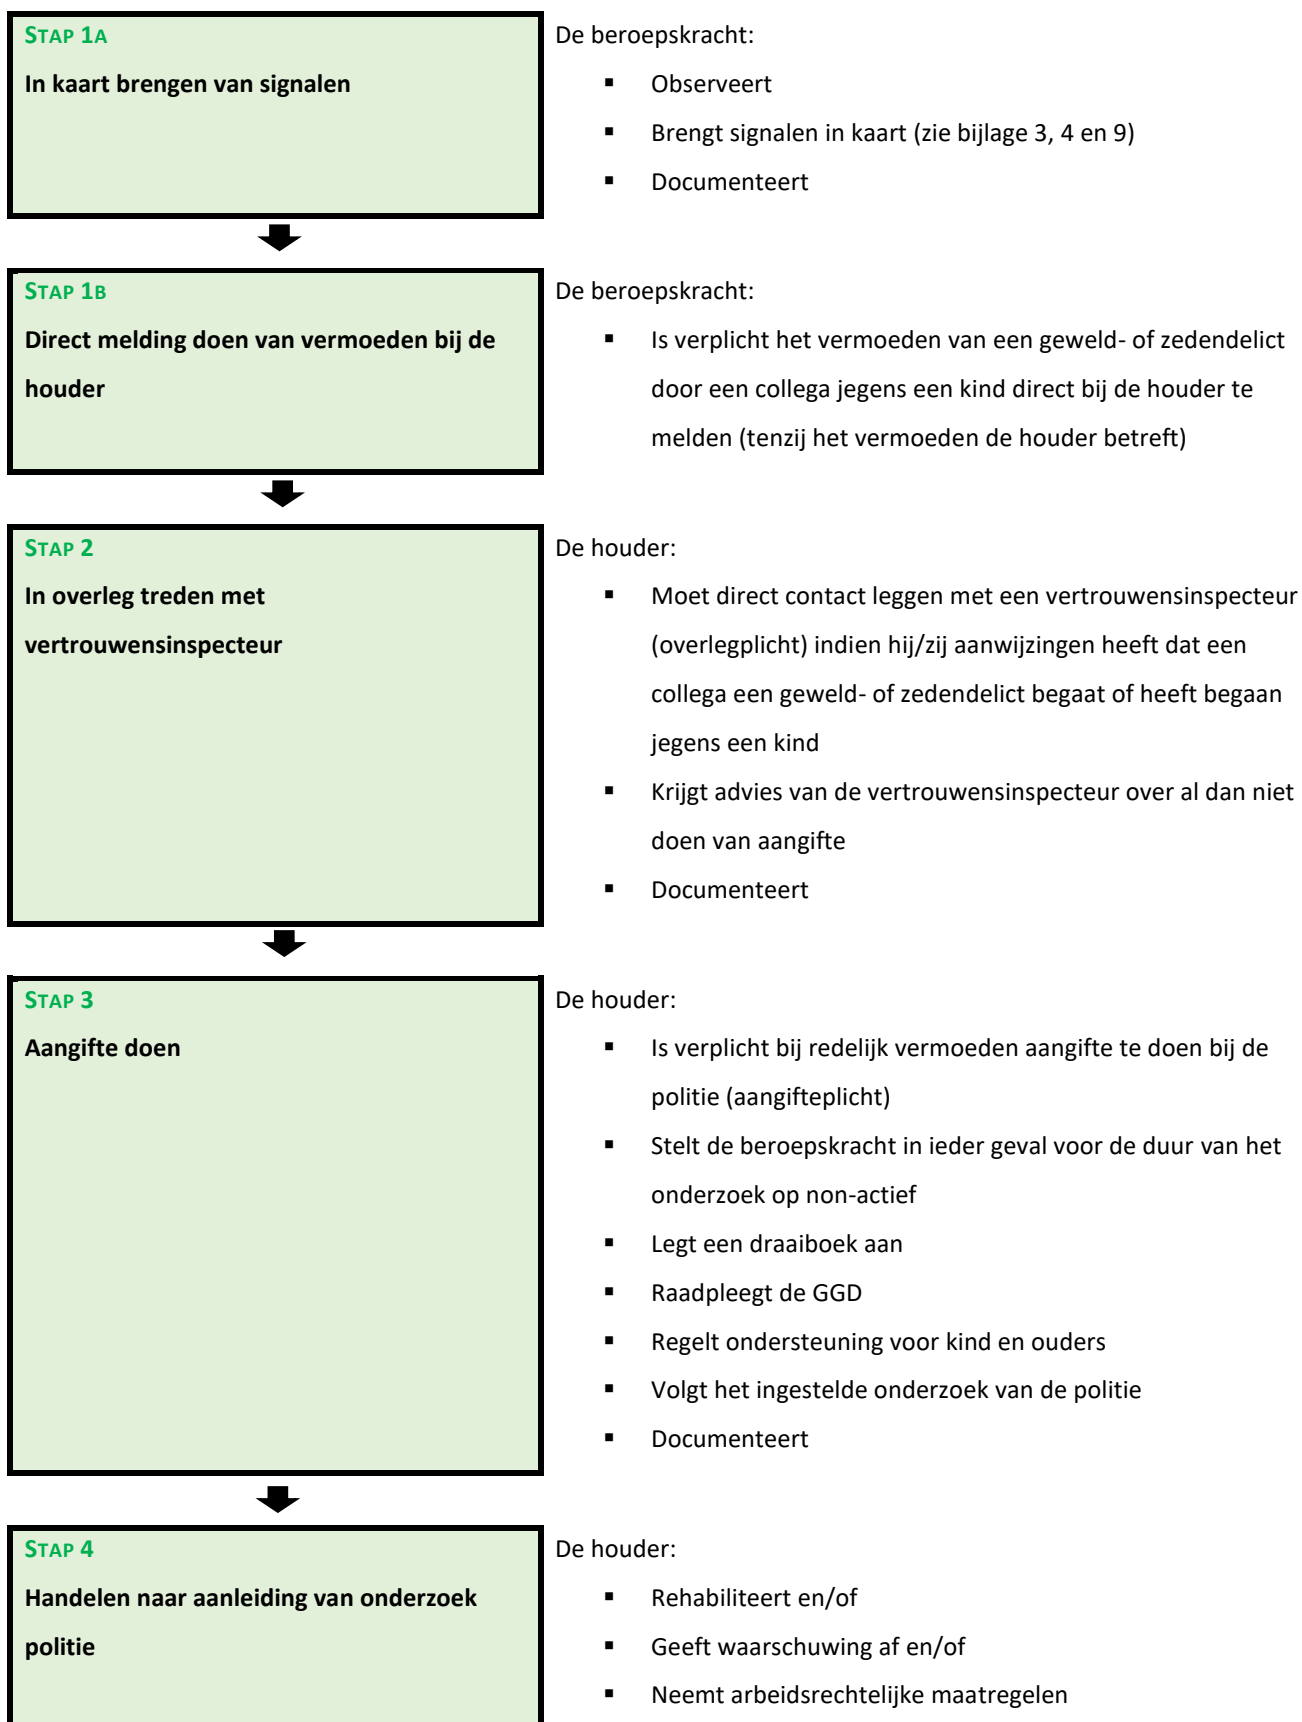 STAP 1A
In kaart brengen van signalen
De beroepskracht:
▪ Observeert
▪ Brengt signalen in kaart (zie bijlage 3, 4 en 9)
▪ Documenteert
STAP 1B
Direct melding doen van vermoeden bij de
houder
De beroepskracht:
▪ Is verplicht het vermoeden van een geweld- of zedendelict
door een collega jegens een kind direct bij de houder te
melden (tenzij het vermoeden de houder betreft)
STAP 2
In overleg treden met
vertrouwensinspecteur
De houder:
▪ Moet direct contact leggen met een vertrouwensinspecteur
(overlegplicht) indien hij/zij aanwijzingen heeft dat een
collega een geweld- of zedendelict begaat of heeft begaan
jegens een kind
▪ Krijgt advies van de vertrouwensinspecteur over al dan niet
doen van aangifte
▪ Documenteert
STAP 3
Aangifte doen
De houder:
▪ Is verplicht bij redelijk vermoeden aangifte te doen bij de
politie (aangifteplicht)
▪ Stelt de beroepskracht in ieder geval voor de duur van het
onderzoek op non-actief
▪ Legt een draaiboek aan
▪ Raadpleegt de GGD
▪ Regelt ondersteuning voor kind en ouders
▪ Volgt het ingestelde onderzoek van de politie
▪ Documenteert
STAP 4
Handelen naar aanleiding van onderzoek
politie
De houder:
▪ Rehabiliteert en/of
▪ Geeft waarschuwing af en/of
▪ Neemt arbeidsrechtelijke maatregelen